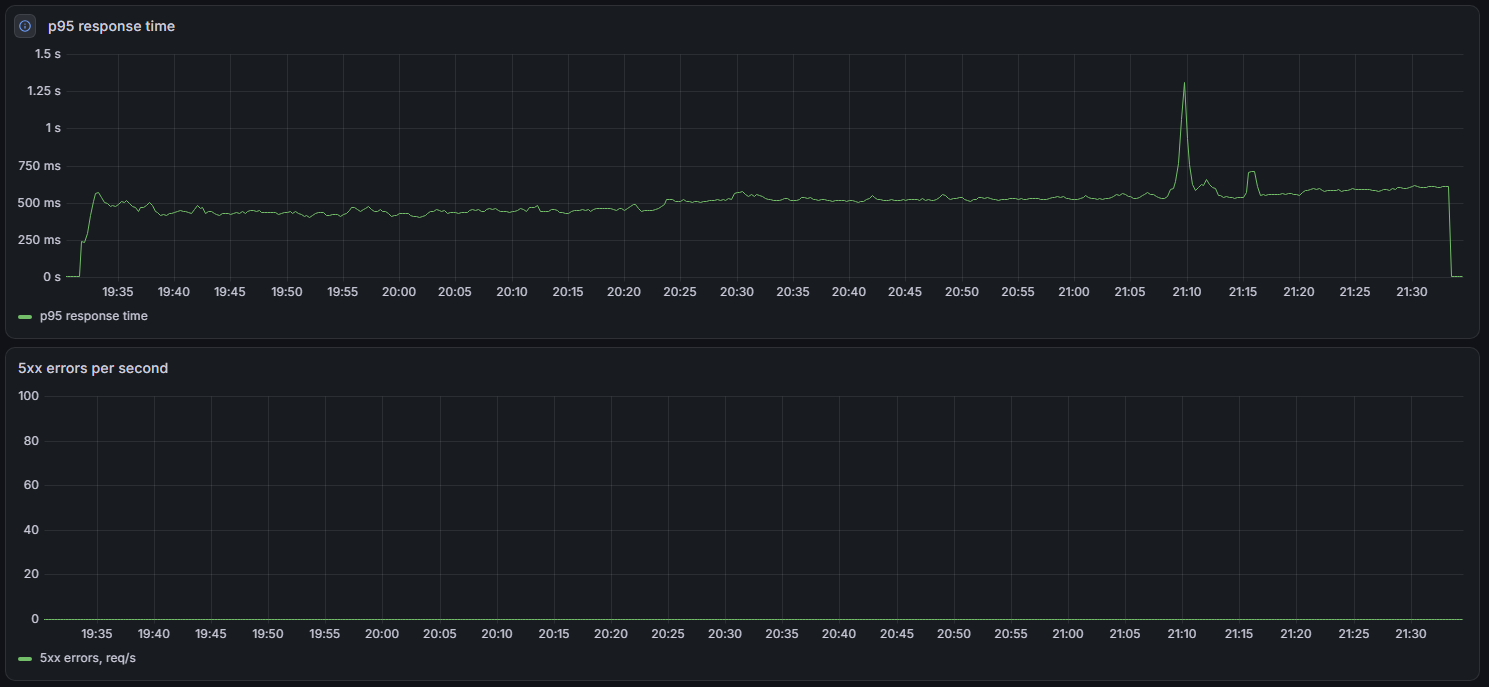 p95 response time
1.5 s
1.25 s
1 s
750 ms
500 ms
250 ms
0 s
19:35 19:40 19:45 19:50 19:55 20:00 20:05 20:10 20:15 20:20 20:25 20:30 20:35 20:40 20:45 20:50 20:55 21:00 21:05 21:10 21:15 21:20 21:25 21:30
p95 response time
5xx errors per second
100
80
60
40
20
0
19:35 19:40 19:45 19:50 19:55 20:00 20:05 20:10 20:15 20:20 20:25 20:30 20:35 20:40 20:45 20:50 20:55 21:00 21:05 21:10 21:15 21:20 21:25 21:30
5xx errors, req/s